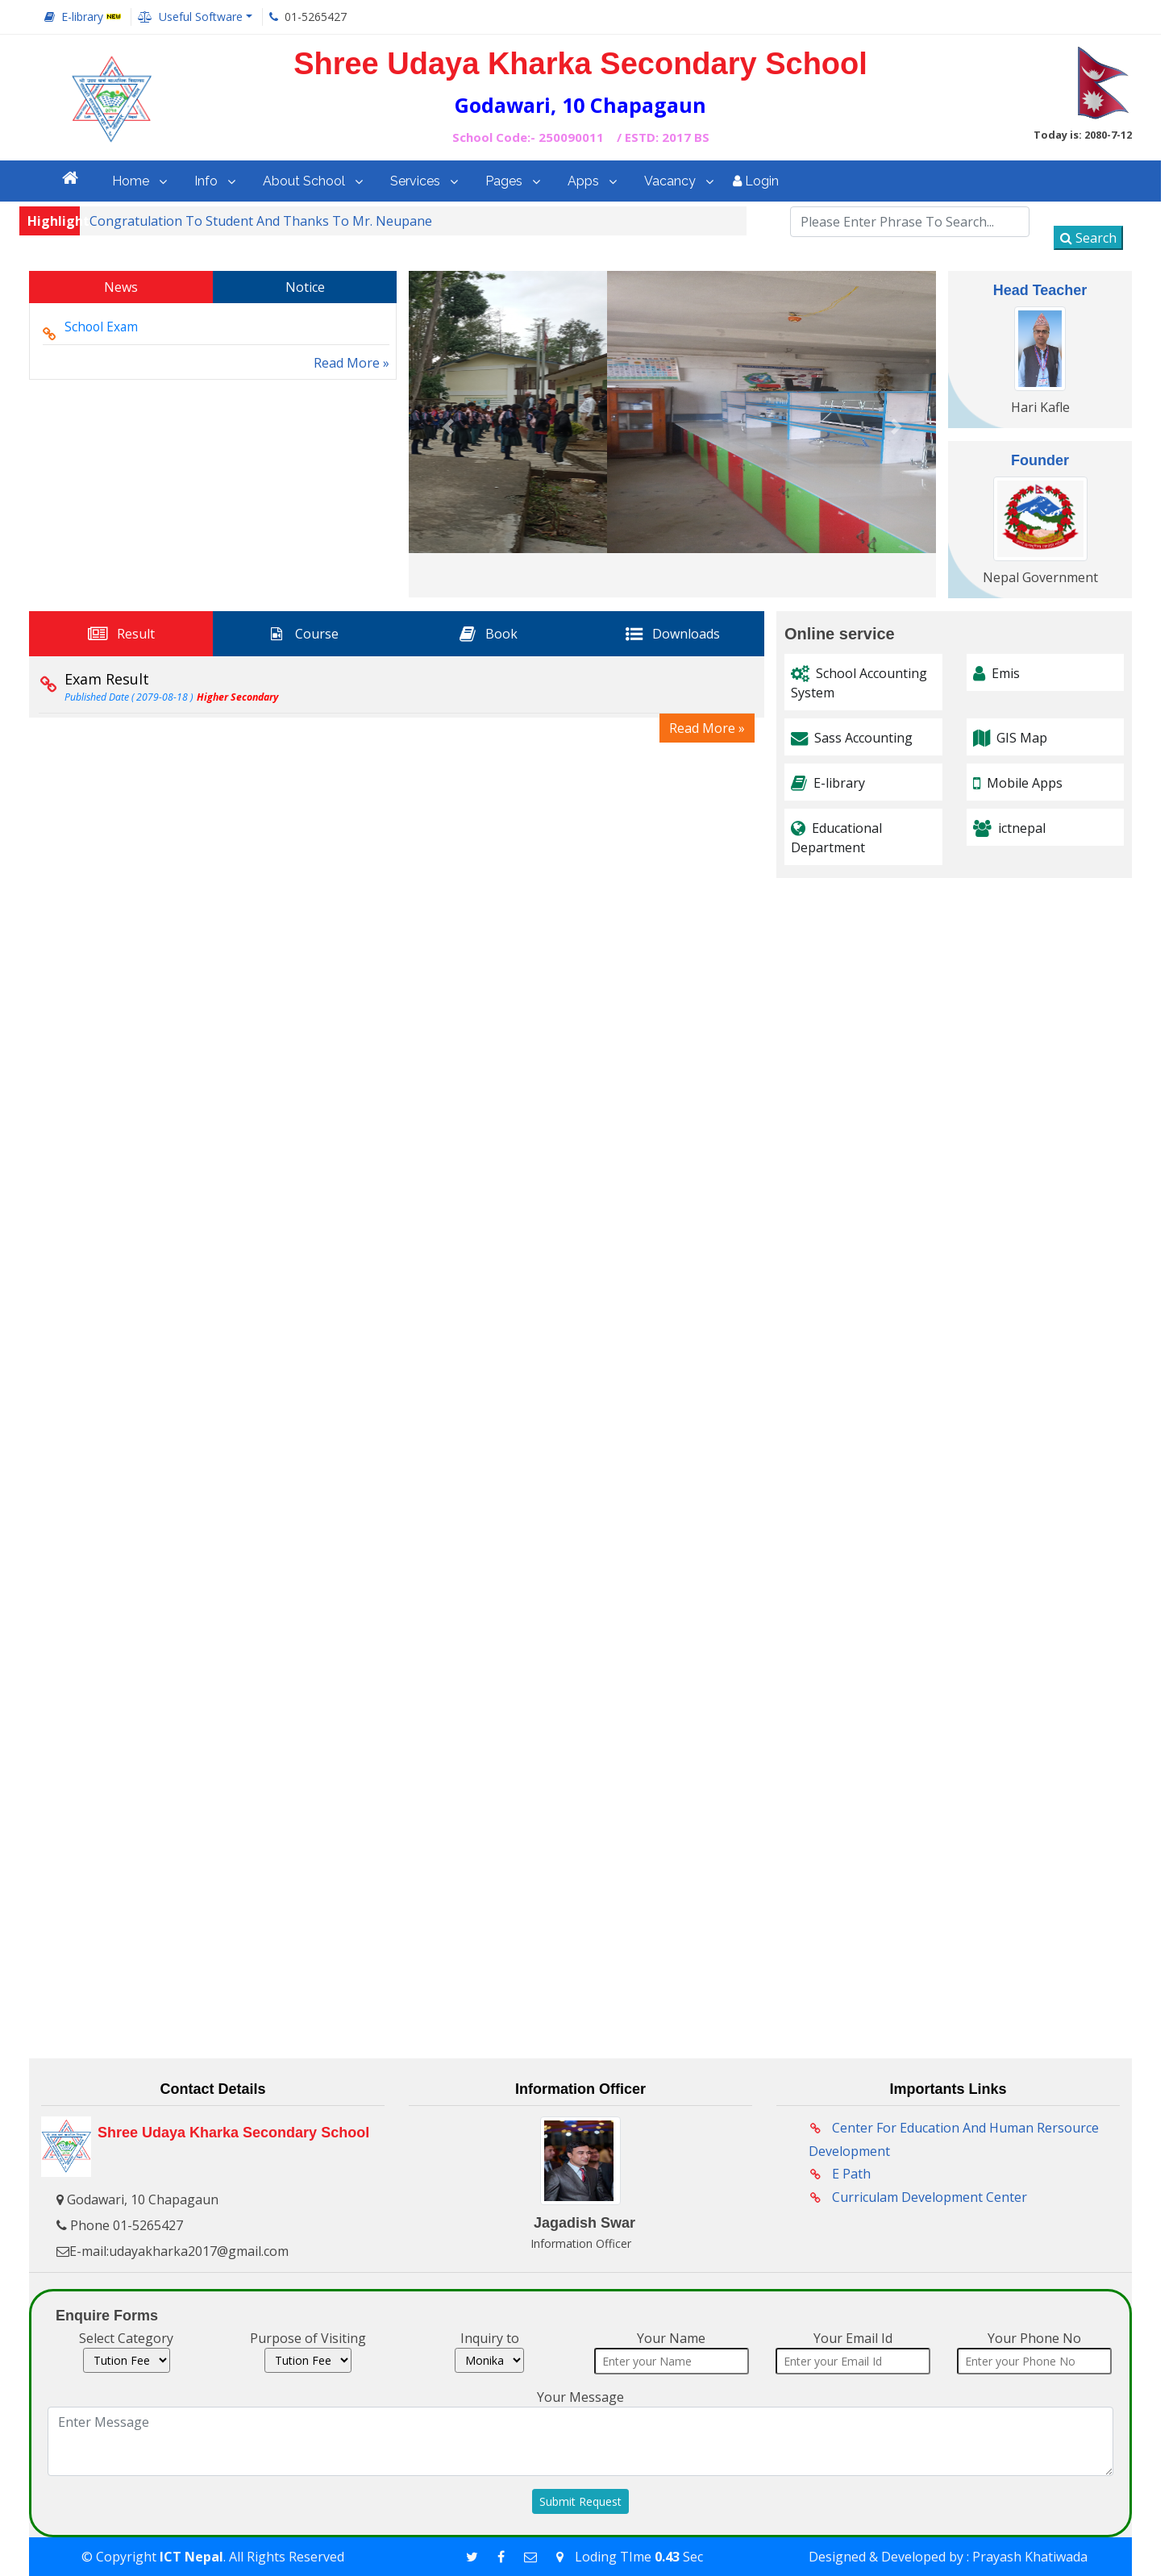 E-library NEW Useful Software 01-5265427
Shree Udaya Kharka Secondary School
Godawari, 10 Chapagaun
School Code:- 250090011 / ESTD: 2017 BS
Today is: 2080-7-12
Home Info About School Services Pages Apps Vacancy Login
Highligh Congratulation To Student And Thanks To Mr. Neupane
Please Enter Phrase To Search...
Search
News Notice
School Exam
Read More »
Head Teacher
Hari Kafle
Founder
Nepal Government
Result Course Book Downloads
Exam Result
Published Date ( 2079-08-18 ) Higher Secondary
Read More »
Online service
School Accounting
System
Emis
Sass Accounting
GIS Map
E-library
Mobile Apps
Educational
Department
ictnepal
Contact Details
Shree Udaya Kharka Secondary School
Godawari, 10 Chapagaun
Phone 01-5265427
E-mail:udayakharka2017@gmail.com
Information Officer
Jagadish Swar
Information Officer
Importants Links
Center For Education And Human Rersource
Development
E Path
Curriculam Development Center
Enquire Forms
Select Category Purpose of Visiting Inquiry to Your Name Your Email Id Your Phone No
Tution Fee Tution Fee Monika Enter your Name Enter your Email Id Enter your Phone No
Your Message
Enter Message
Submit Request
© Copyright ICT Nepal. All Rights Reserved Loding TIme 0.43 Sec Designed & Developed by : Prayash Khatiwada